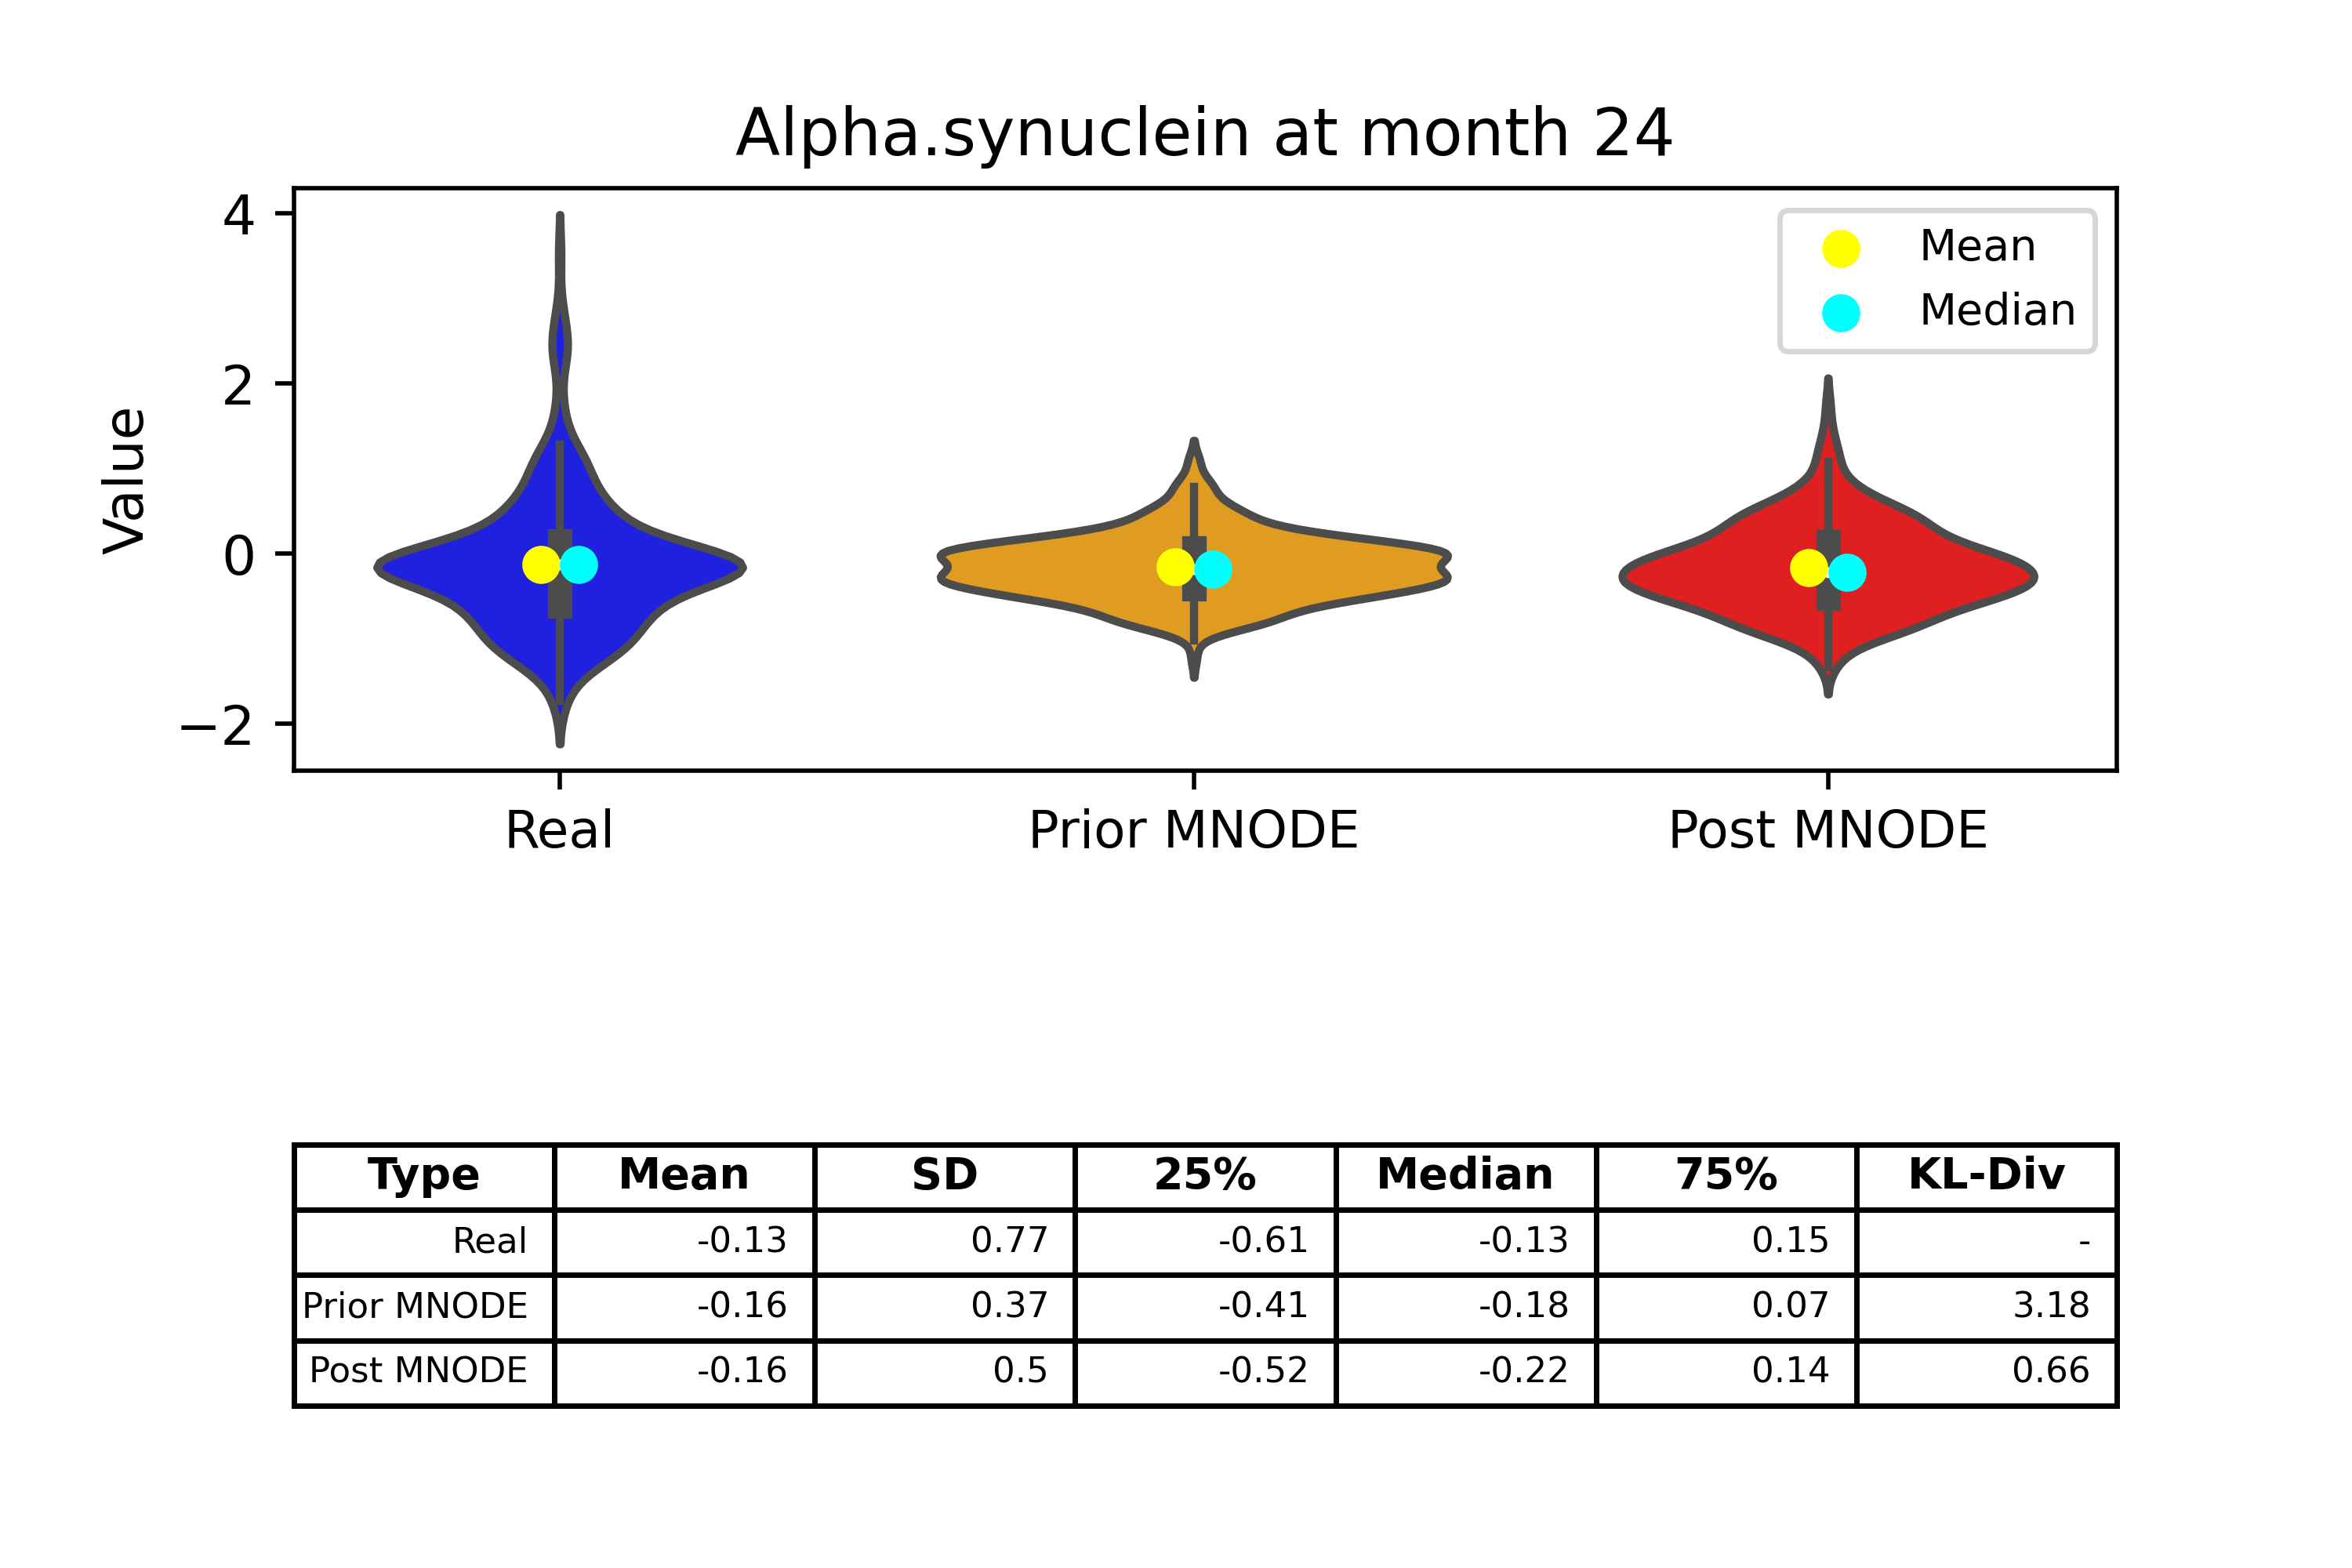 Alpha.synuclein at month 24
4
2
0
−2
Value
Mean
Median
Real Prior MNODE Post MNODE
Type Mean SD 25% Median 75% KL-Div
Real -0.13 0.77 -0.61 -0.13 0.15 -
Prior MNODE -0.16 0.37 -0.41 -0.18 0.07 3.18
Post MNODE -0.16 0.5 -0.52 -0.22 0.14 0.66